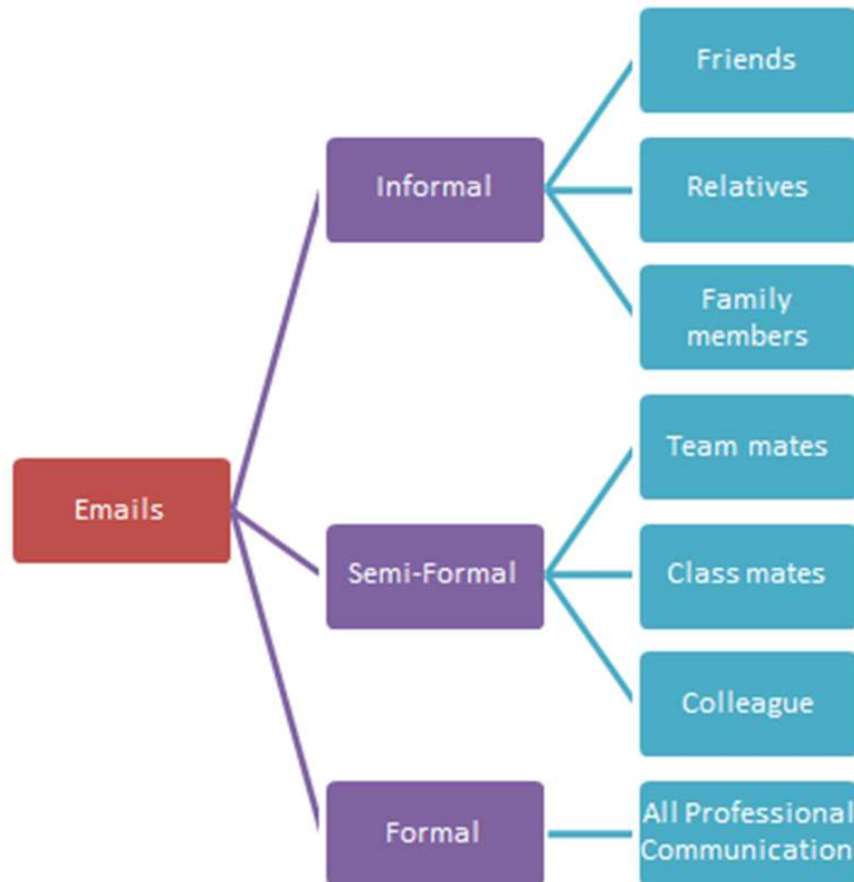 Emails
Informal
Friends
Relatives
Family
members
Semi-Formal
Team mates
Class mates
Colleague
Formal
All Professional
Communication